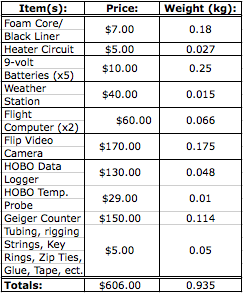 Item(s): Price: Weight (kg):
Foam Core/
Black Liner $7.00 0.18
Heater Circuit $5.00 0.027
9-volt
Batteries (x5) $10.00 0.25
Weather
Station $40.00 0.015
Flight
Computer (x2) $60.00 0.066
Flip Video
Camera $170.00 0.175
HOBO Data
Logger $130.00 0.048
HOBO Temp.
Probe $29.00 0.01
Geiger Counter $150.00 0.114
Tubing, rigging
Strings, Key
Rings, Zip Ties, $5.00 0.05
Glue, Tape, ect.
Totals: $606.00 0.935